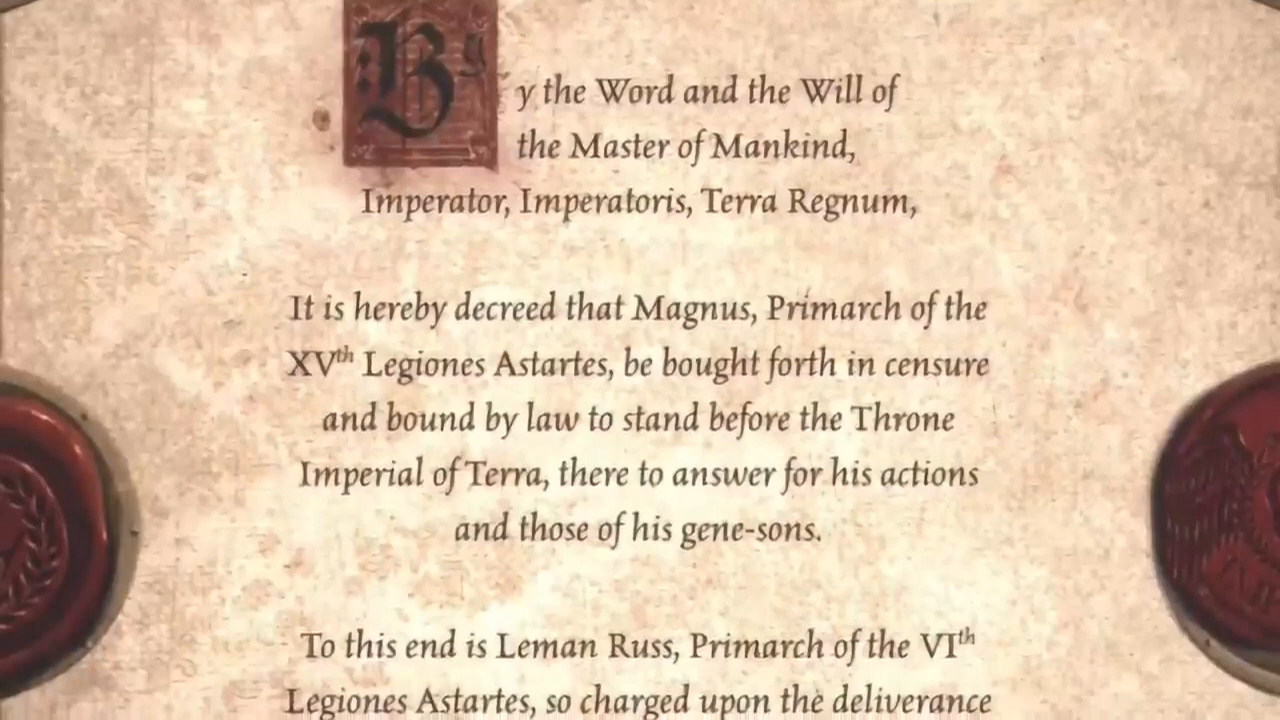 By the Word and the Will of
the Master of Mankind,
Imperator, Imperatoris, Terra Regnum,
It is hereby decreed that Magnus, Primarch of the
XVth Legiones Astartes, be bought forth in censure
and bound by law to stand before the Throne
Imperial of Terra, there to answer for his actions
and those of his gene-sons.
To this end is Leman Russ, Primarch of the VIth
Legiones Astartes, so charged upon the deliverance